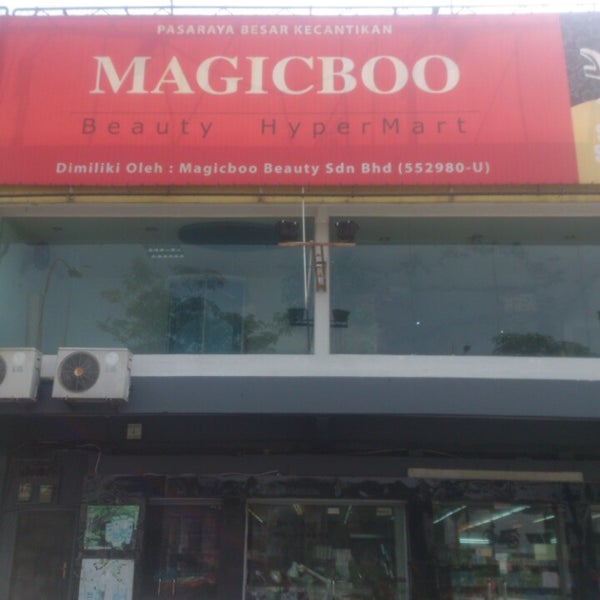 PASARAYA BESAR KECANTIKAN
MAGICBOO
Beauty HyperMart
Dimiliki Oleh : Magicboo Beauty Sdn Bhd (552980-U)